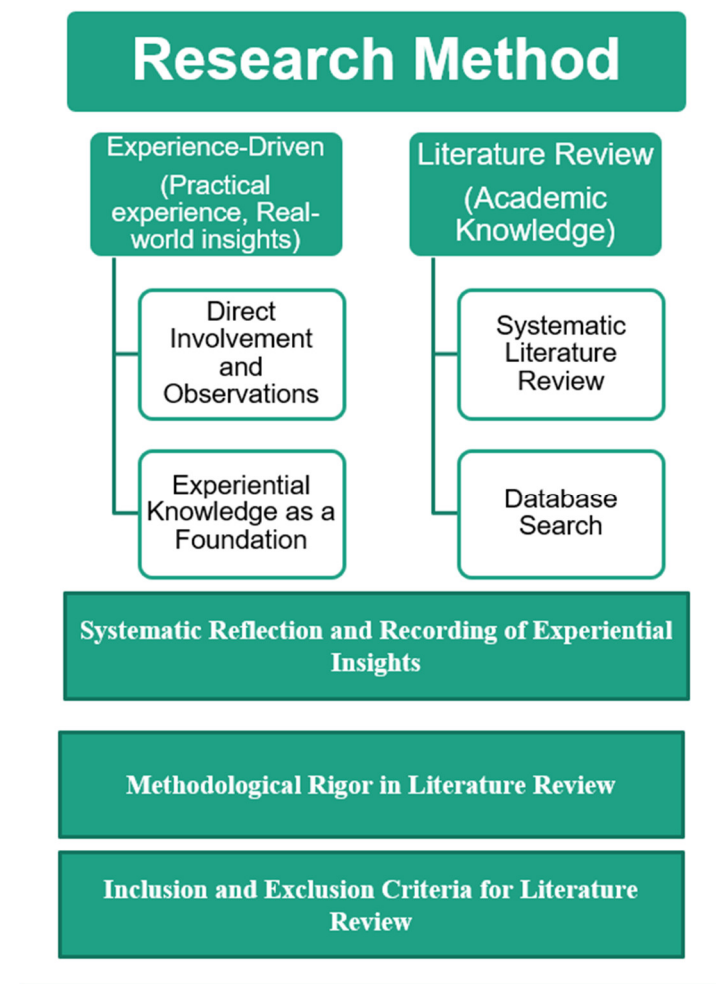 Research Method
Experience-Driven
(Practical
experience, Real-
world insights)
Direct
Involvement
and
Observations
Experiential
Knowledge as a
Foundation
Literature Review
(Academic
Knowledge)
Systematic
Literature
Review
Database
Search
Systematic Reflection and Recording of Experiential
Insights
Methodological Rigor in Literature Review
Inclusion and Exclusion Criteria for Literature
Review